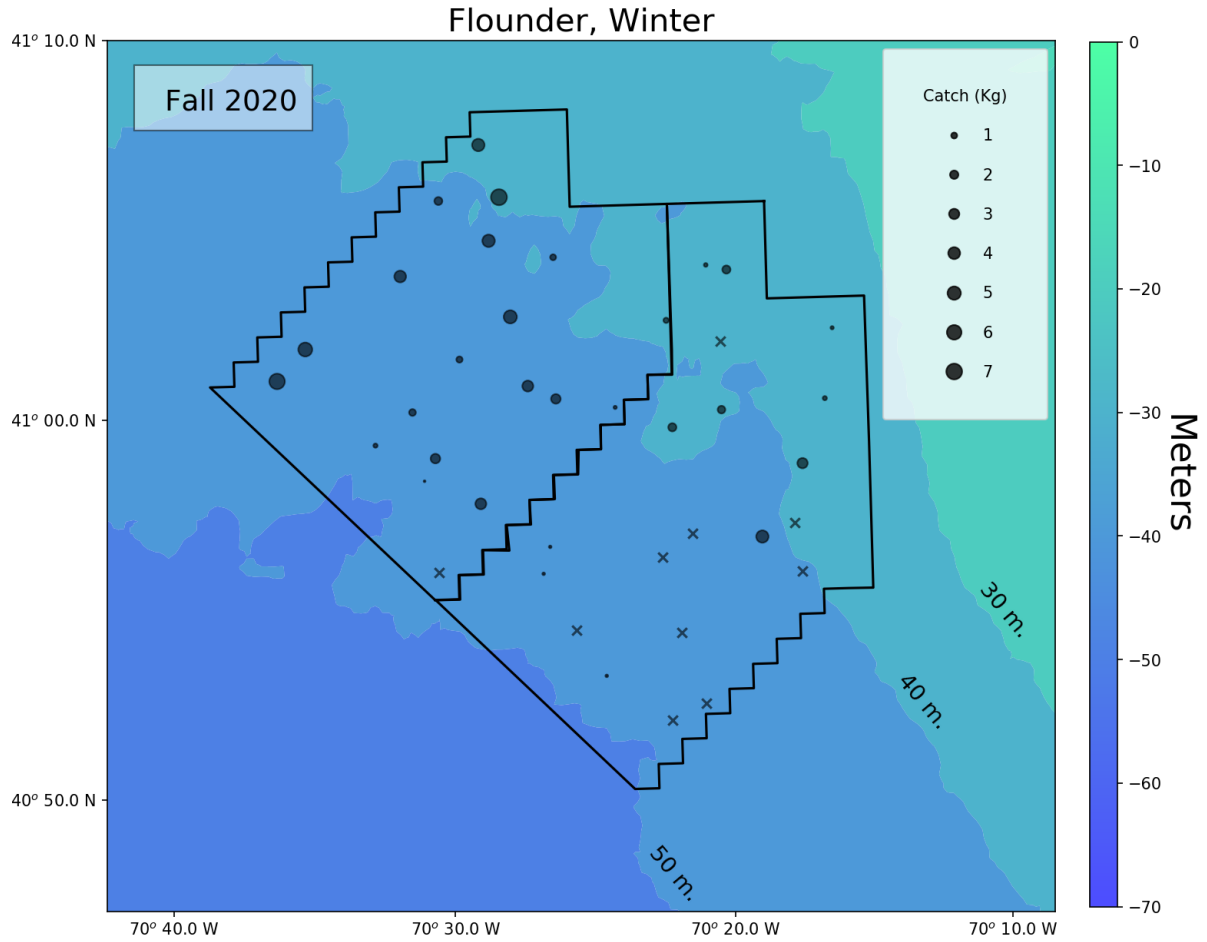 Flounder, Winter
41° 10.0 N
Fall 2020
Catch (Kg)
1
2
3
4
5
6
7
41° 00.0 N
40° 50.0 N
30 m.
40 m.
50 m.
70° 40.0 W
70° 30.0 W
70° 20.0 W
70° 10.0 W
0
−10
−20
−30
−40
−50
−60
−70
Meters